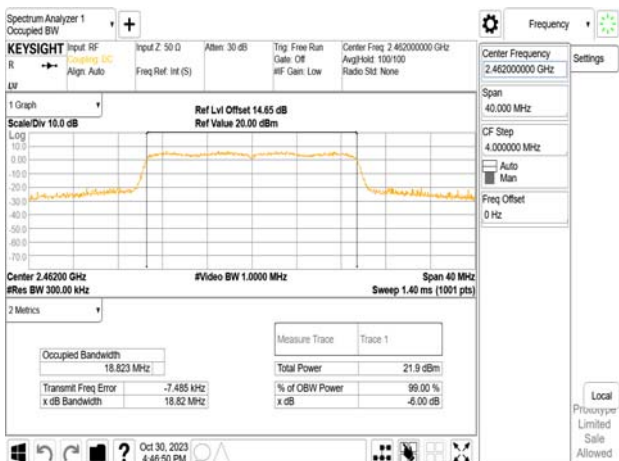 Spectrum Analyzer 1
Occupied BW
+
Frequency
KEYSIGHT
Input: RF
Coupling: DC
Align: Auto
Input Z: 50 Ω
Freq Ref: Int (S)
Atten: 30 dB
Trig: Free Run
Gate: Off
#IF Gain: Low
Center Freq: 2.462000000 GHz
Avg|Hold: 100/100
Radio Std: None
R
LXI
Center Frequency
2.462000000 GHz
Settings
Span
40.000 MHz
CF Step
4.000000 MHz
Auto
Man
Freq Offset
0 Hz
1 Graph
Scale/Div 10.0 dB
Ref Lvl Offset 14.65 dB
Ref Value 20.00 dBm
Log
10.0
0.00
-10.0
-20.0
-30.0
-40.0
-50.0
-60.0
-70.0
Center 2.46200 GHz
#Res BW 300.00 kHz
#Video BW 1.0000 MHz
Span 40 MHz
Sweep 1.40 ms (1001 pts)
2 Metrics
Measure Trace
Trace 1
Occupied Bandwidth
18.823 MHz
Total Power
21.9 dBm
Transmit Freq Error
-7.485 kHz
% of OBW Power
99.00 %
x dB Bandwidth
18.82 MHz
x dB
-6.00 dB
Local
Prototype
Limited
Sale
Allowed
?
Oct 30, 2023
4:46:50 PM